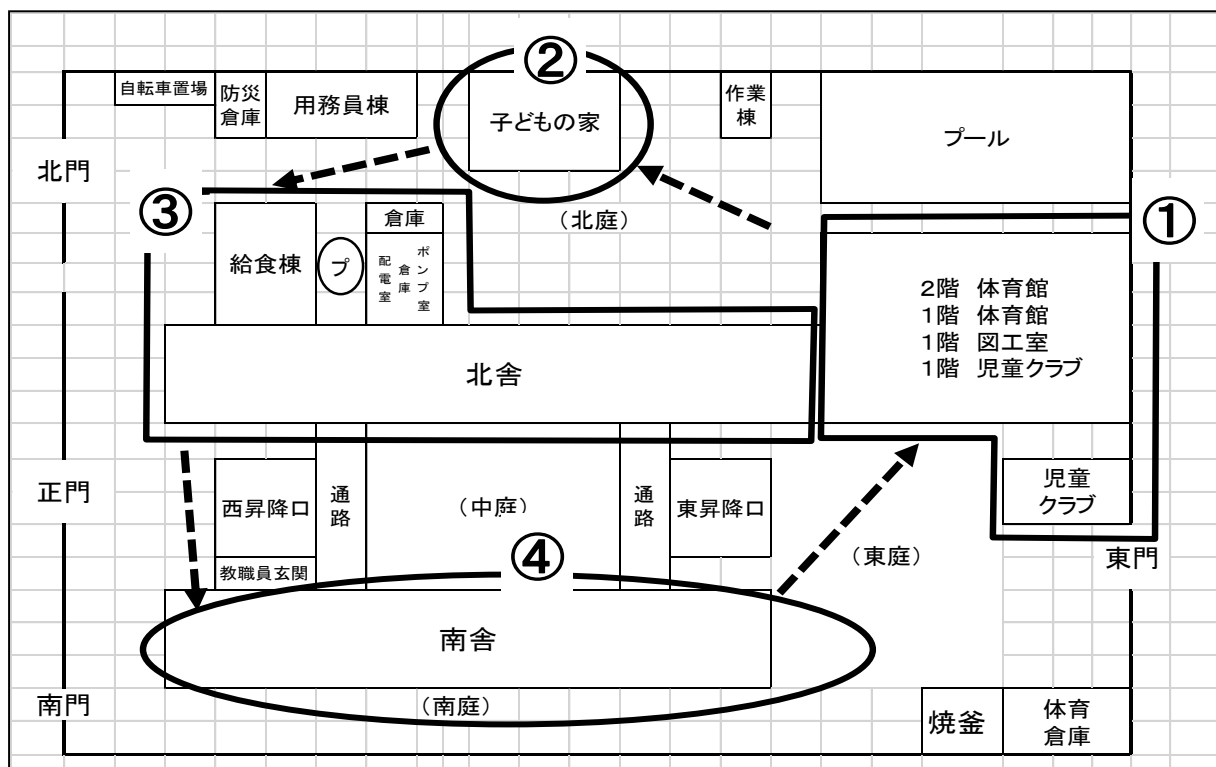 ②
自転車置場
防災
倉庫
用務員棟
子どもの家
作業
棟
プール
北門
③
①
(北庭)
倉庫
給食棟
プ
配電室
倉庫
ポンプ室
2階 体育館
1階 体育館
1階 図工室
1階 児童クラブ
北舎
正門
西昇降口
通路
(中庭)
通路
東昇降口
児童
クラブ
④
(東庭)
東門
教職員玄関
南舎
南門
(南庭)
焼釜
体育
倉庫